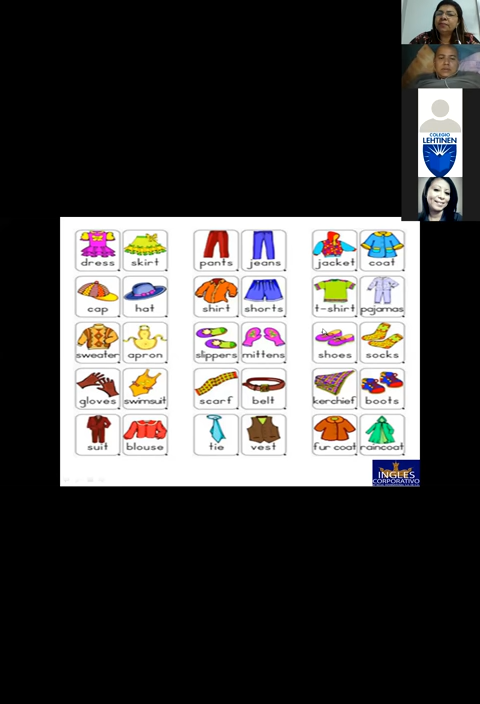 COLEGIO
LEHTINEN
dress skirt pants jeans jacket coat
cap hat shirt shorts t-shirt pajamas
sweater apron slippers mittens shoes socks
gloves swimsuit scarf belt kerchief boots
suit blouse tie vest fur coat raincoat
INGLES
CORPORATIVO